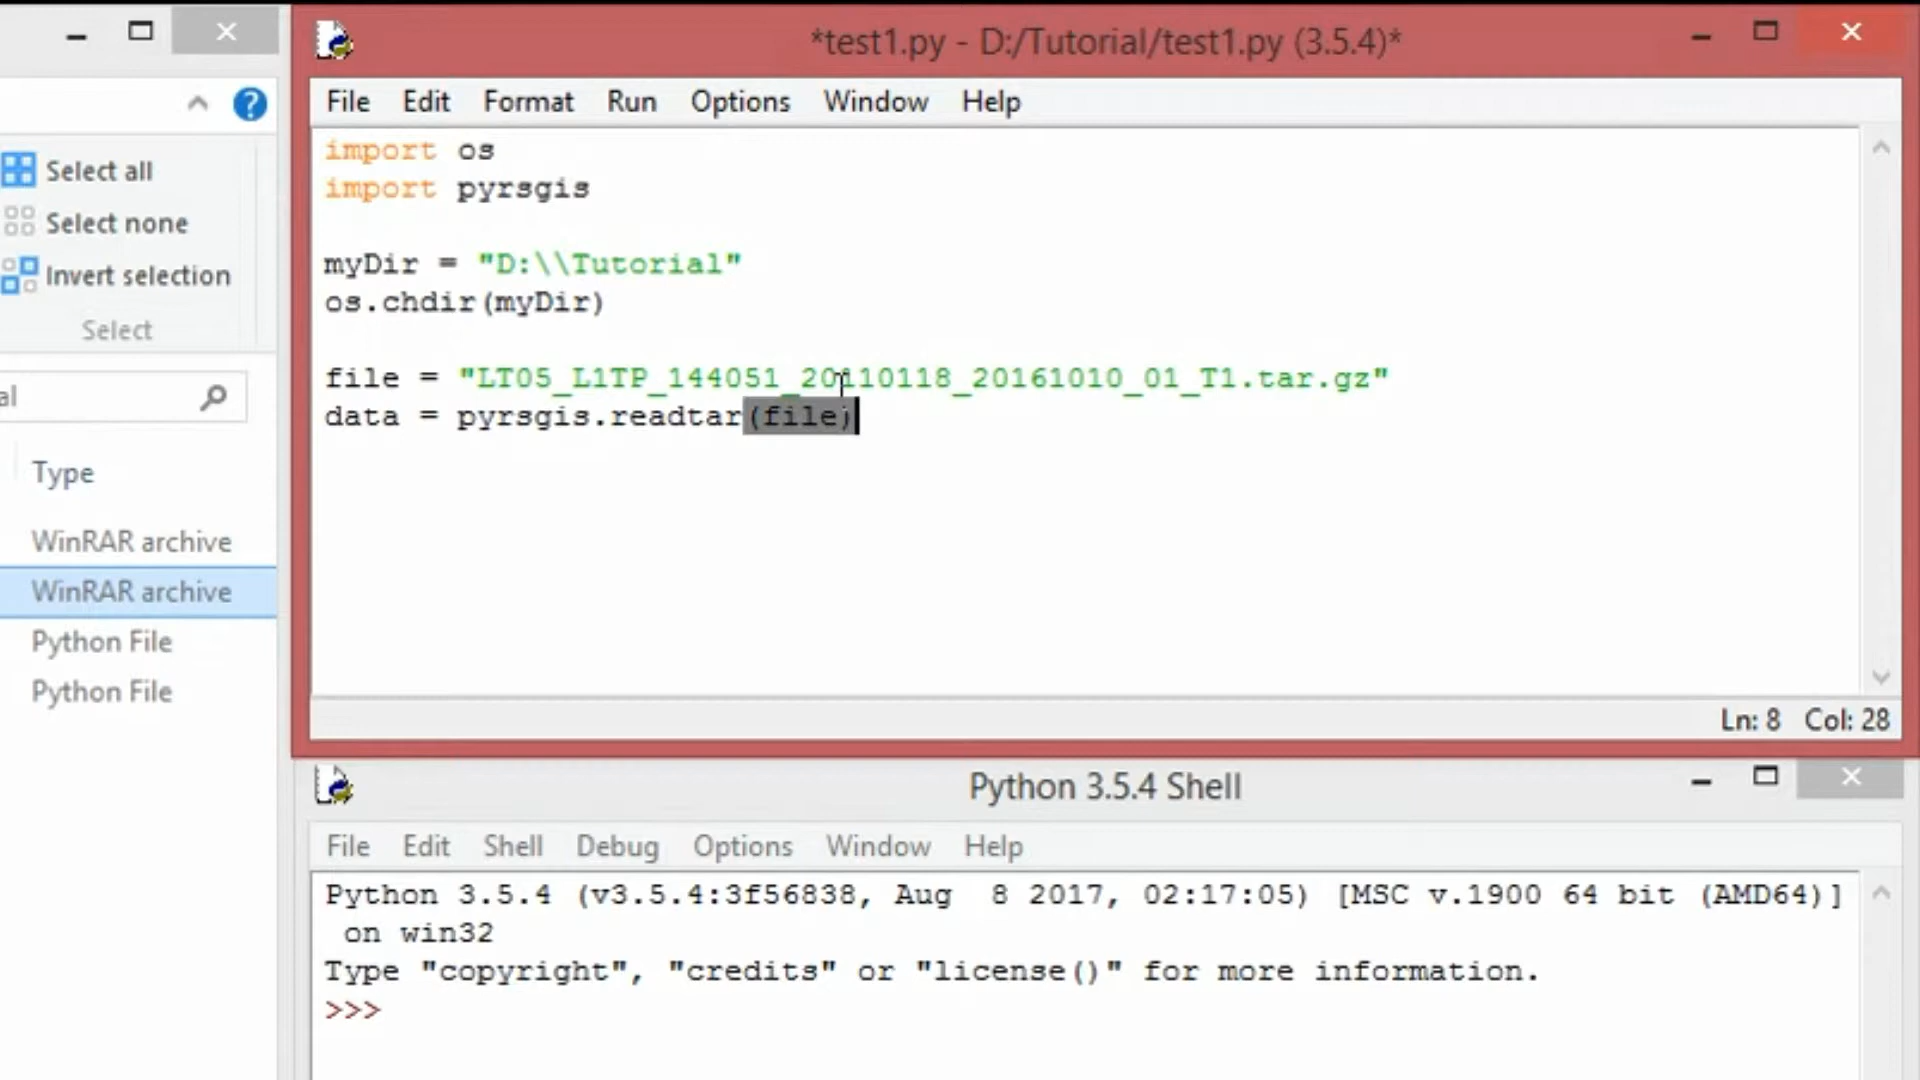 *test1.py - D:/Tutorial/test1.py (3.5.4)*
File Edit Format Run Options Window Help
Select all
Select none
Invert selection
Select
al
Type
WinRAR archive
WinRAR archive
Python File
Python File
import os
import pyrsgis
myDir = "D:\\Tutorial"
os.chdir(myDir)
file = "LT05_L1TP_144051_20110118_20161010_01_T1.tar.gz"
data = pyrsgis.readtar(file)
Ln: 8 Col: 28
Python 3.5.4 Shell
File Edit Shell Debug Options Window Help
Python 3.5.4 (v3.5.4:3f56838, Aug  8 2017, 02:17:05) [MSC v.1900 64 bit (AMD64)]
on win32
Type "copyright", "credits" or "license()" for more information.
>>>